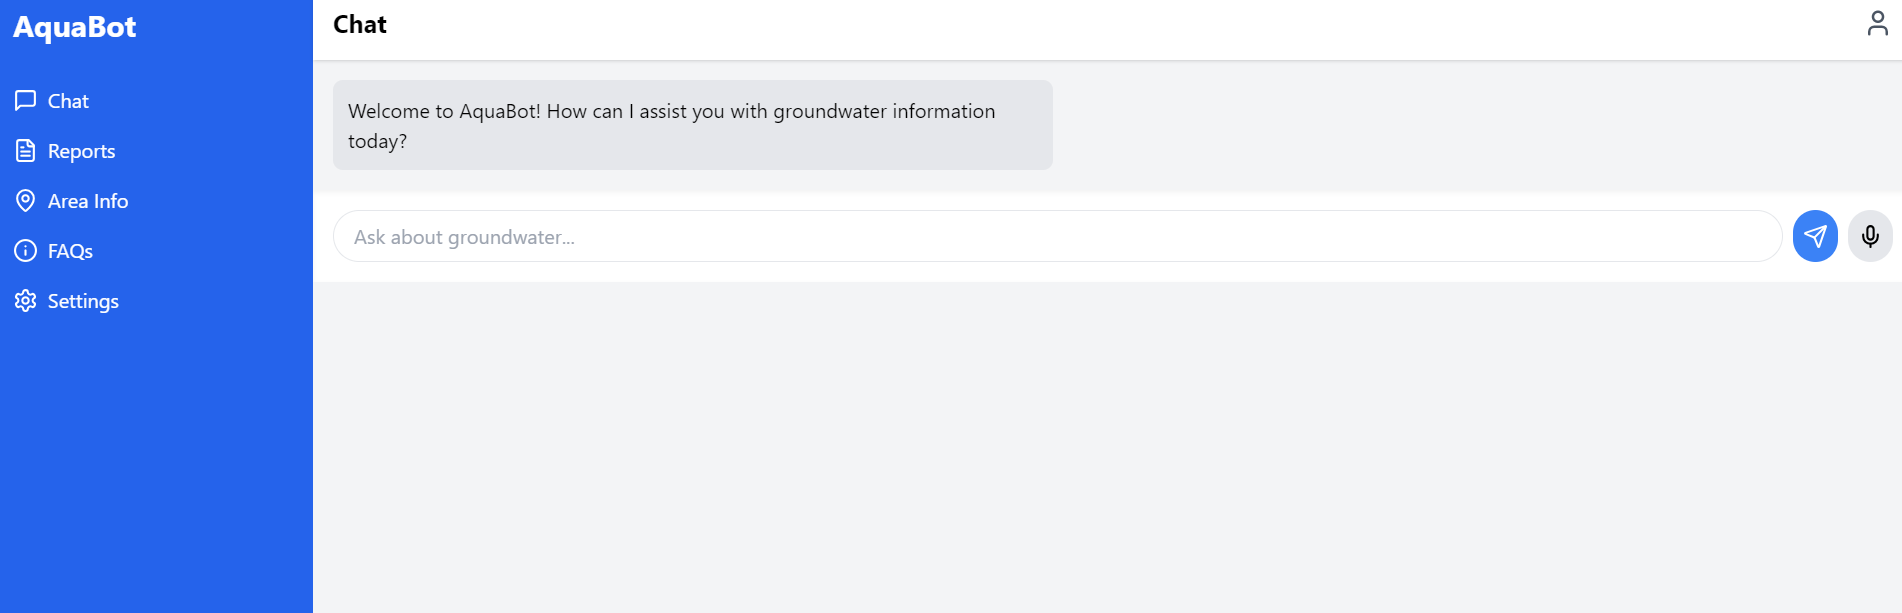 AquaBot
Chat
Reports
Area Info
FAQs
Settings
Chat
Welcome to AquaBot! How can I assist you with groundwater information
today?
Ask about groundwater...